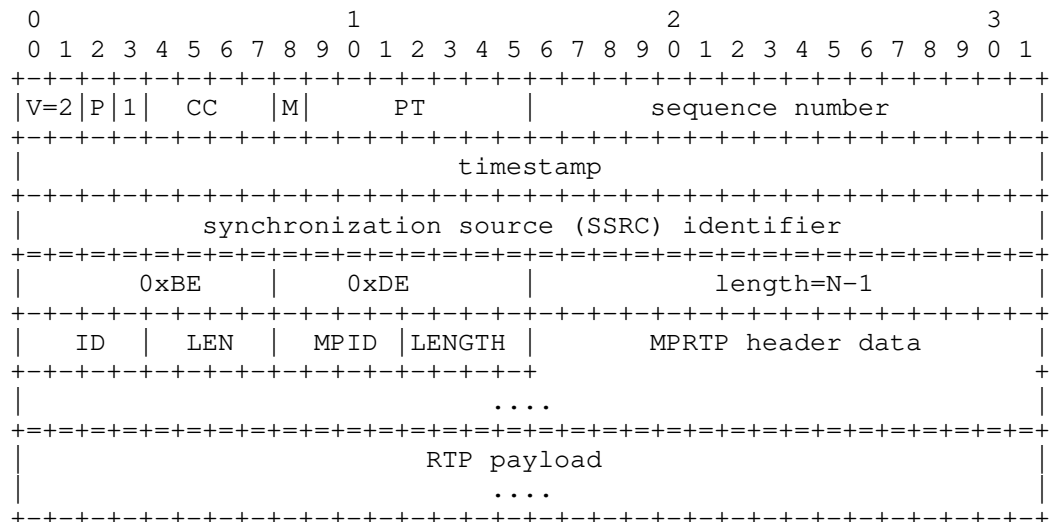 0                   1                   2                   3
 0 1 2 3 4 5 6 7 8 9 0 1 2 3 4 5 6 7 8 9 0 1 2 3 4 5 6 7 8 9 0 1
+-+-+-+-+-+-+-+-+-+-+-+-+-+-+-+-+-+-+-+-+-+-+-+-+-+-+-+-+-+-+-+-+
|V=2|P|1|  CC   |M|     PT      |       sequence number         |
+-+-+-+-+-+-+-+-+-+-+-+-+-+-+-+-+-+-+-+-+-+-+-+-+-+-+-+-+-+-+-+-+
|                           timestamp                           |
+-+-+-+-+-+-+-+-+-+-+-+-+-+-+-+-+-+-+-+-+-+-+-+-+-+-+-+-+-+-+-+-+
|           synchronization source (SSRC) identifier            |
+=+=+=+=+=+=+=+=+=+=+=+=+=+=+=+=+=+=+=+=+=+=+=+=+=+=+=+=+=+=+=+=+
|       0xBE    |    0xDE       |           length=N-1          |
+-+-+-+-+-+-+-+-+-+-+-+-+-+-+-+-+-+-+-+-+-+-+-+-+-+-+-+-+-+-+-+-+
|   ID  |  LEN  |  MPID |LENGTH |       MPRTP header data       |
+-+-+-+-+-+-+-+-+-+-+-+-+-+-+-+-+                               +
|                             ....                              |
+=+=+=+=+=+=+=+=+=+=+=+=+=+=+=+=+=+=+=+=+=+=+=+=+=+=+=+=+=+=+=+=+
|                         RTP payload                           |
|                             ....                              |
+-+-+-+-+-+-+-+-+-+-+-+-+-+-+-+-+-+-+-+-+-+-+-+-+-+-+-+-+-+-+-+-+